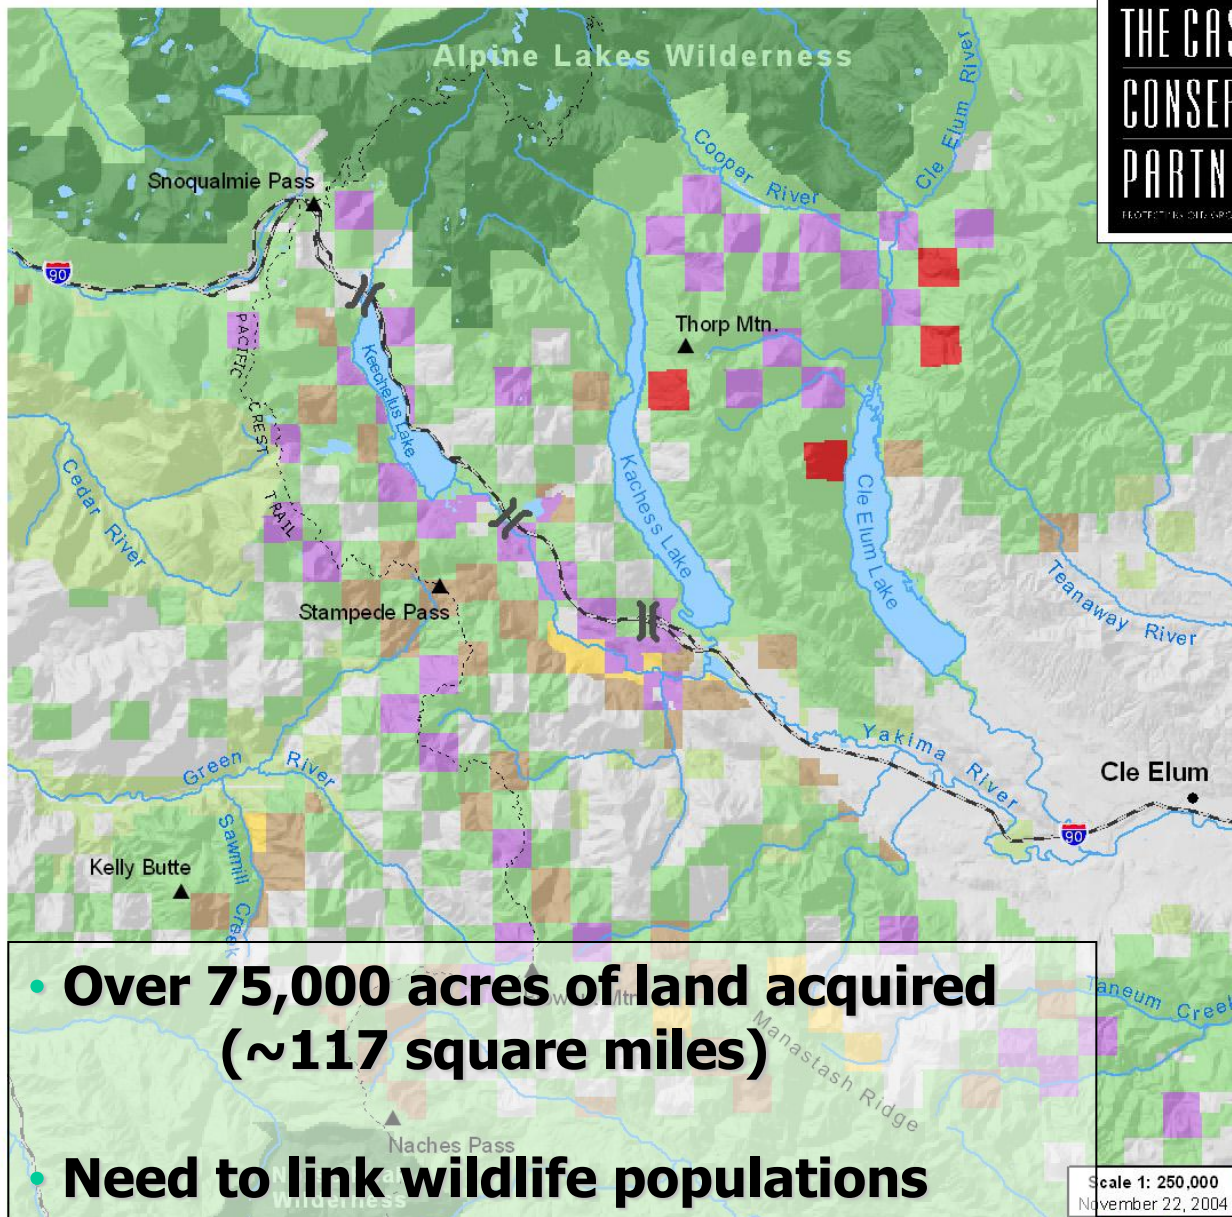 THE CAS
CONSER
PARTN
Alpine Lakes Wilderness
Cle Elum River
Cooper River
Snoqualmie Pass
90
PACIFIC
CREST
TRAIL
Thorp Mtn.
Keechelus Lake
Kachess Lake
Cle Elum Lake
Cedar River
Teanaway River
Stampede Pass
Yakima River
Green River
Cle Elum
90
Sawmill Creek
Kelly Butte
• Over 75,000 acres of land acquired
(~117 square miles)
Taneum Creek
Manastash Ridge
Naches Pass
• Need to link wildlife populations
Wilderness
Scale 1: 250,000
November 22, 2004